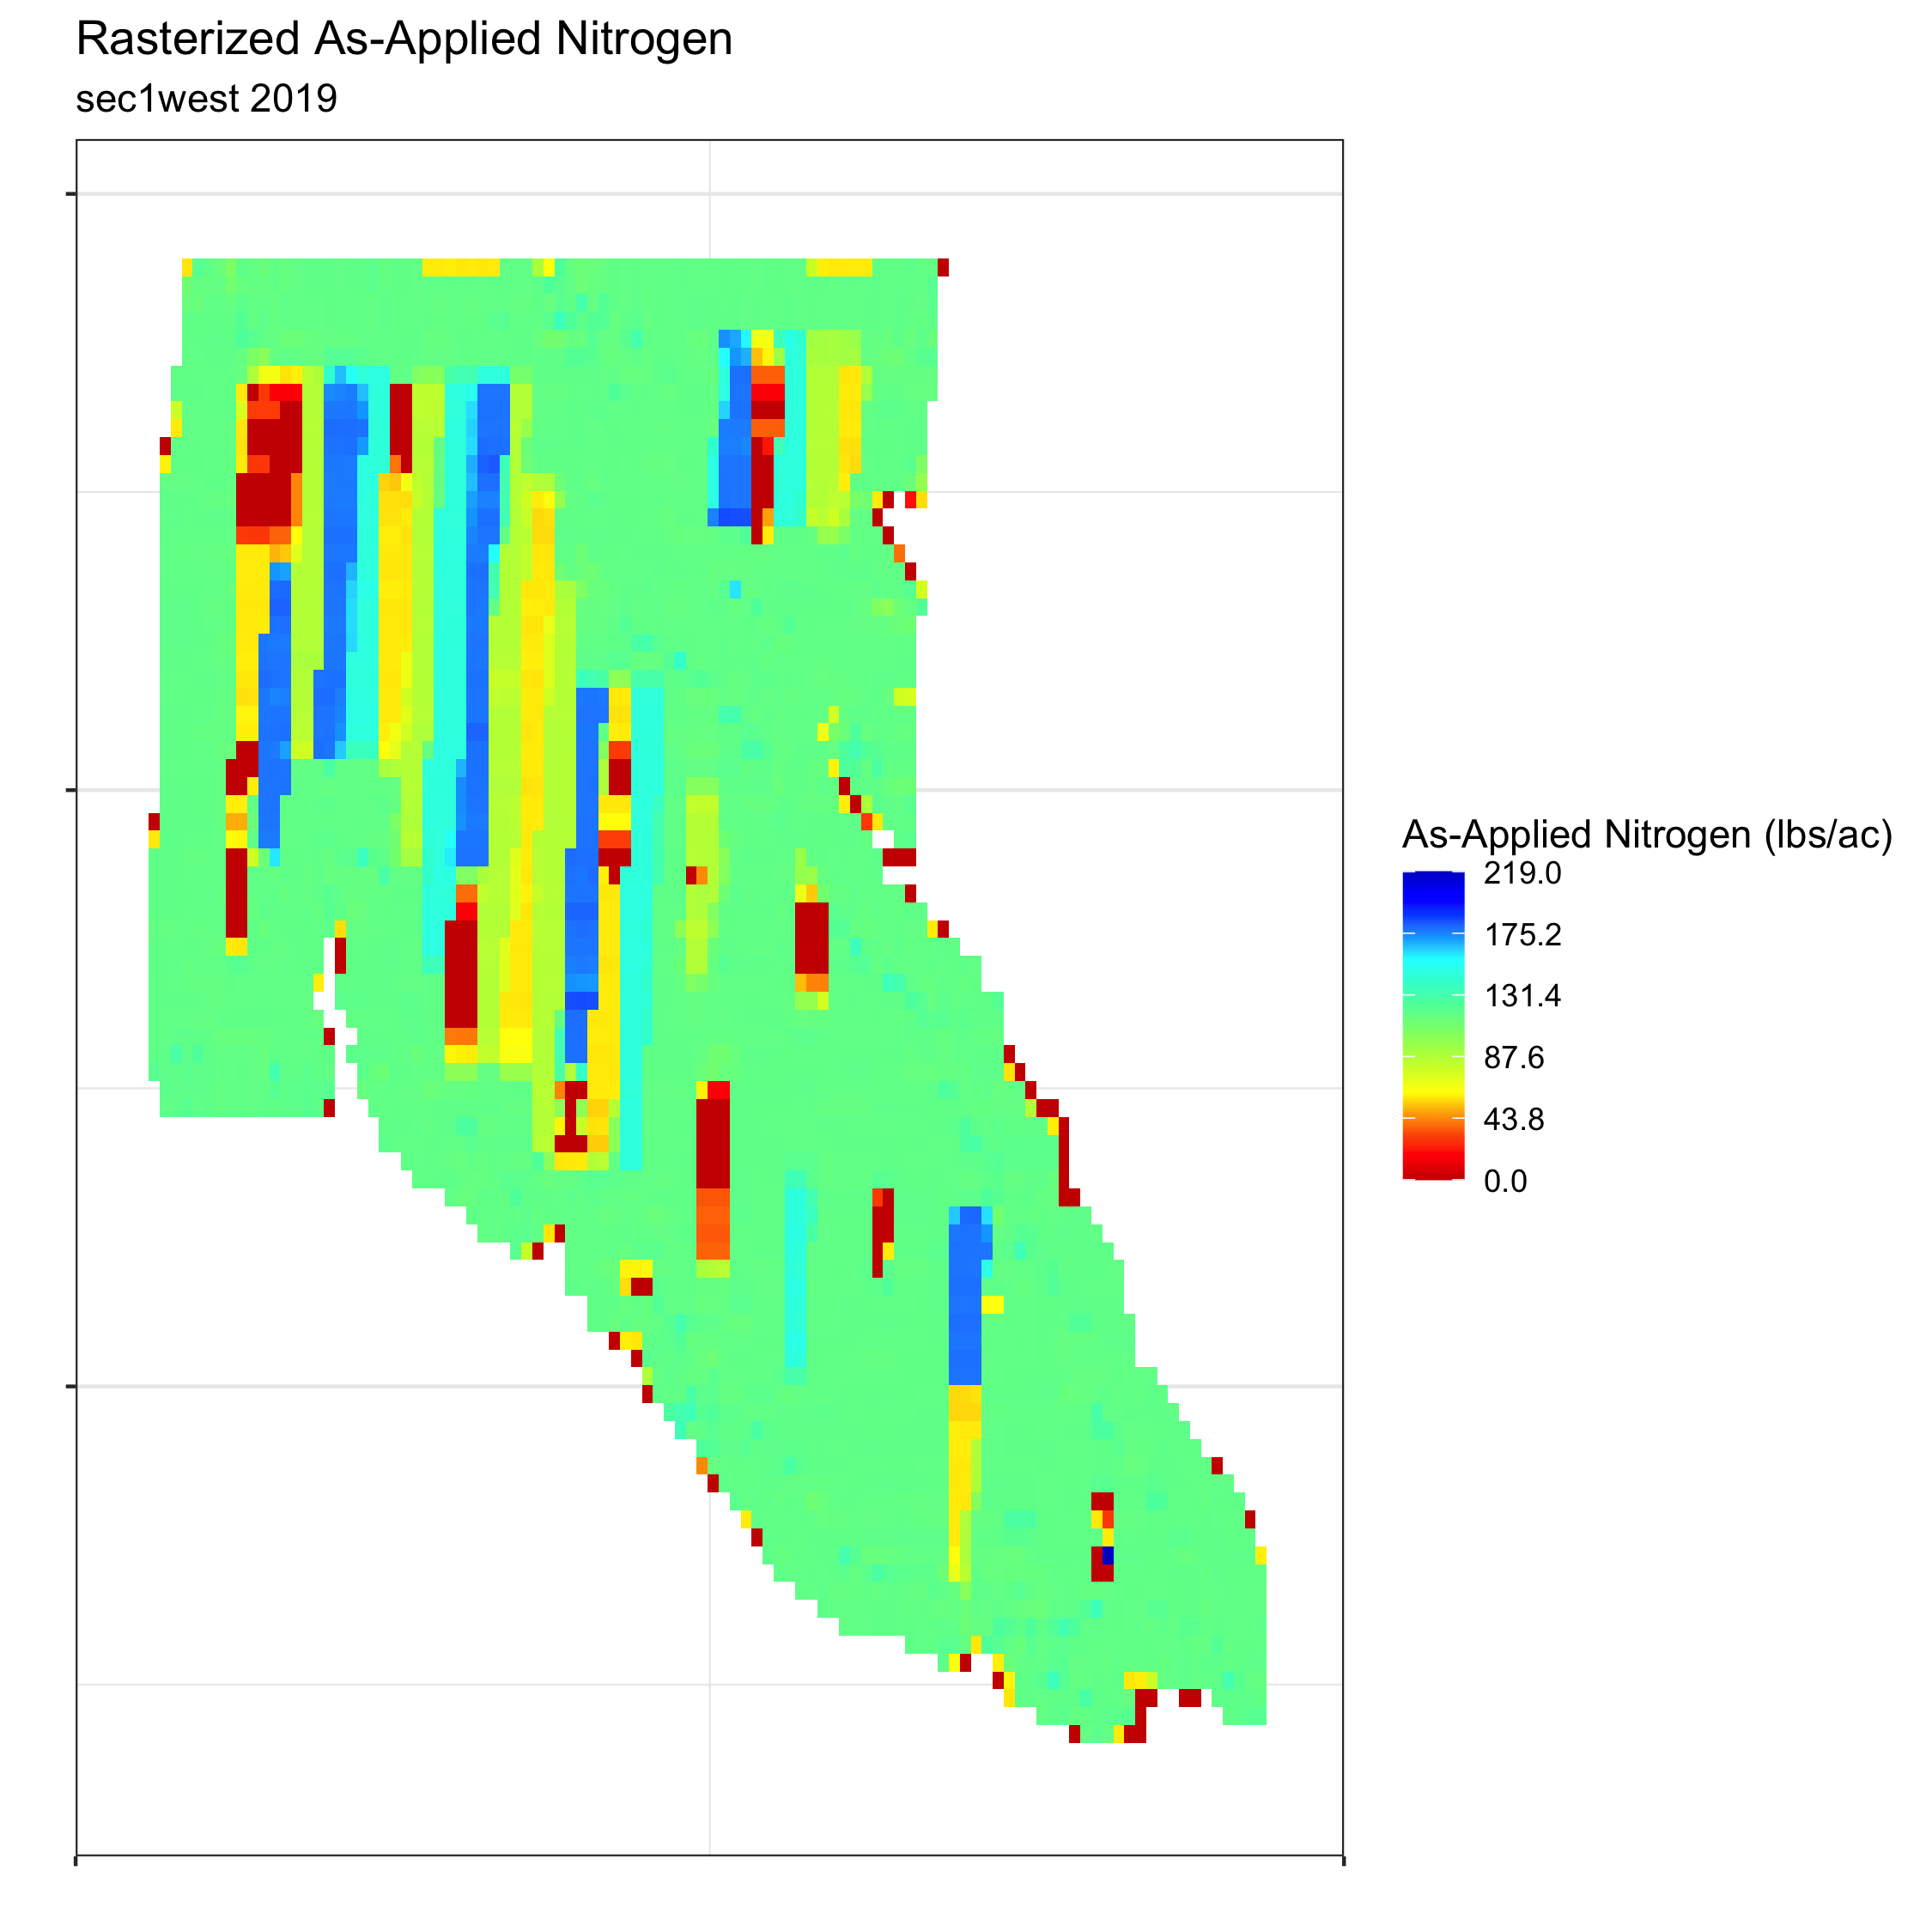 Rasterized As-Applied Nitrogen
sec1west 2019
As-Applied Nitrogen (lbs/ac)
219.0
175.2
131.4
87.6
43.8
0.0